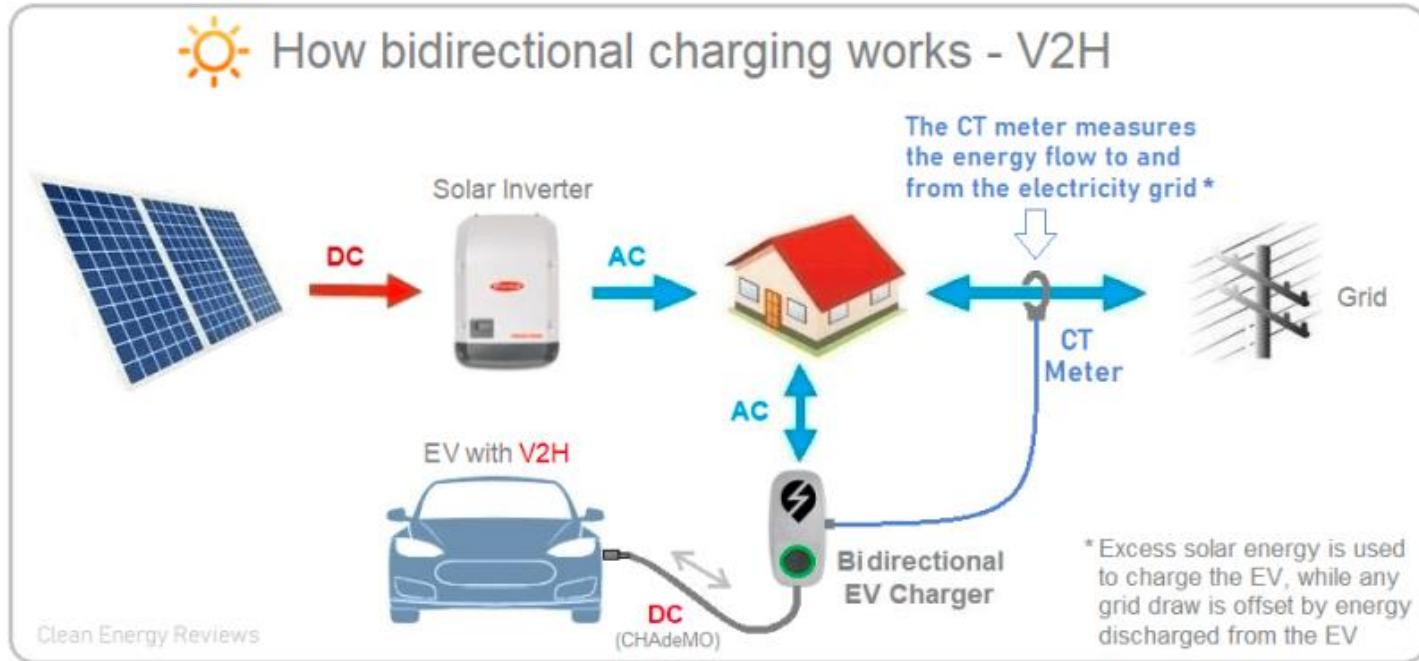 How bidirectional charging works - V2H
The CT meter measures
the energy flow to and
from the electricity grid *
Solar Inverter
DC
AC
Grid
CT
Meter
AC
EV with V2H
Bidirectional
EV Charger
DC
(CHAdeMO)
* Excess solar energy is used
to charge the EV, while any
grid draw is offset by energy
discharged from the EV
Clean Energy Reviews